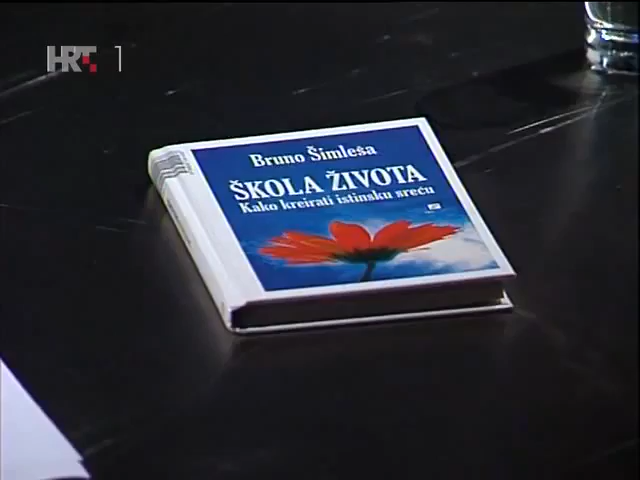 HRT 1
Bruno Šimleša
ŠKOLA ŽIVOTA
Kako kreirati istinsku sreću